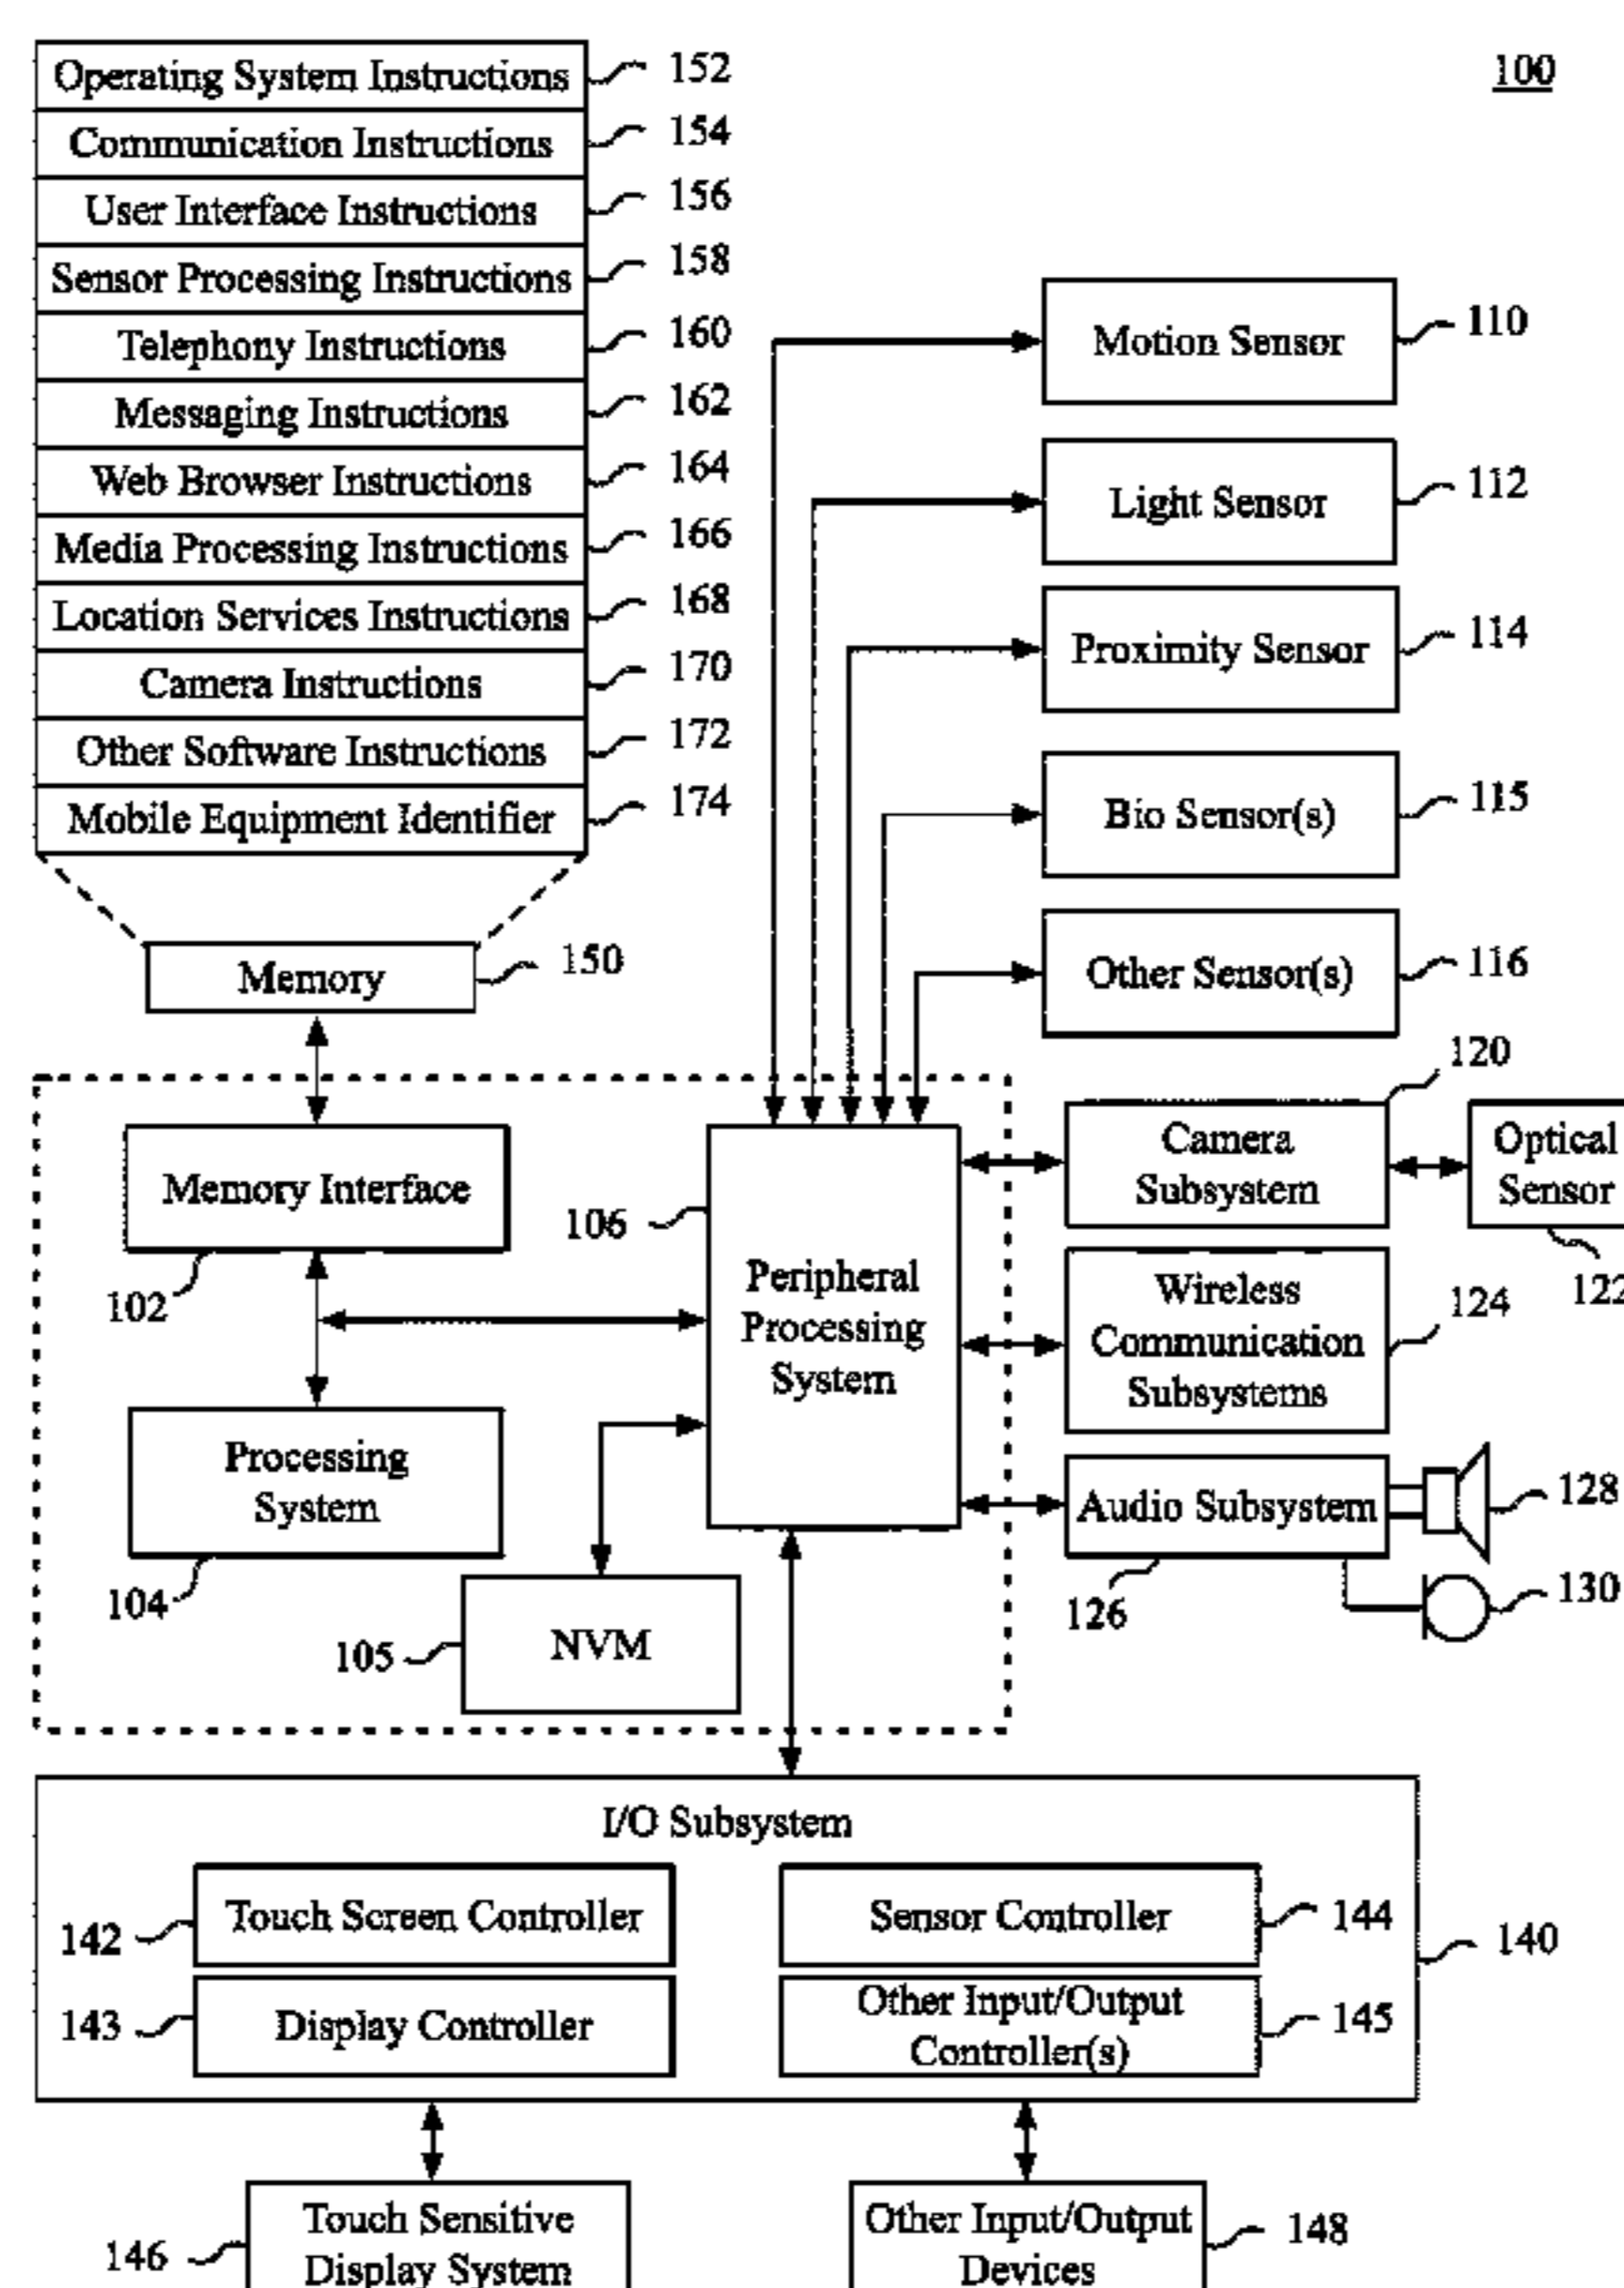 100
Operating System Instructions 152
Communication Instructions 154
User Interface Instructions 156
Sensor Processing Instructions 158
Telephony Instructions 160
Messaging Instructions 162
Web Browser Instructions 164
Media Processing Instructions 166
Location Services Instructions 168
Camera Instructions 170
Other Software Instructions 172
Mobile Equipment Identifier 174
Memory 150
Motion Sensor 110
Light Sensor 112
Proximity Sensor 114
Bio Sensor(s) 115
Other Sensor(s) 116
Memory Interface
102
Processing
System
104
105 NVM
106
Peripheral
Processing
System
120
Camera
Subsystem
Optical
Sensor
122
Wireless
Communication
Subsystems
124
Audio Subsystem
126
128
130
I/O Subsystem
140
142 Touch Screen Controller
143 Display Controller
Sensor Controller 144
Other Input/Output
Controller(s)
145
146
Touch Sensitive
Display System
Other Input/Output
Devices
148